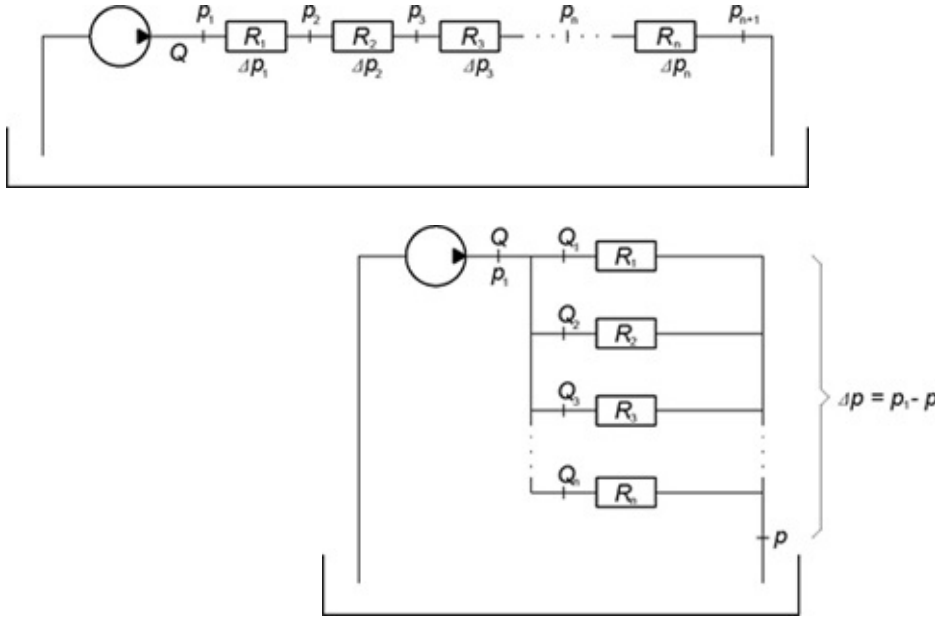 p₁ R₁ p₂ R₂ p₃ R₃ pₙ Rₙ pₙ₊₁
Q Δp₁ Δp₂ Δp₃ Δpₙ
Q Q₁ R₁
p₁
Q₂ R₂
Q₃ R₃
Δp = p₁- p
Qₙ Rₙ
p